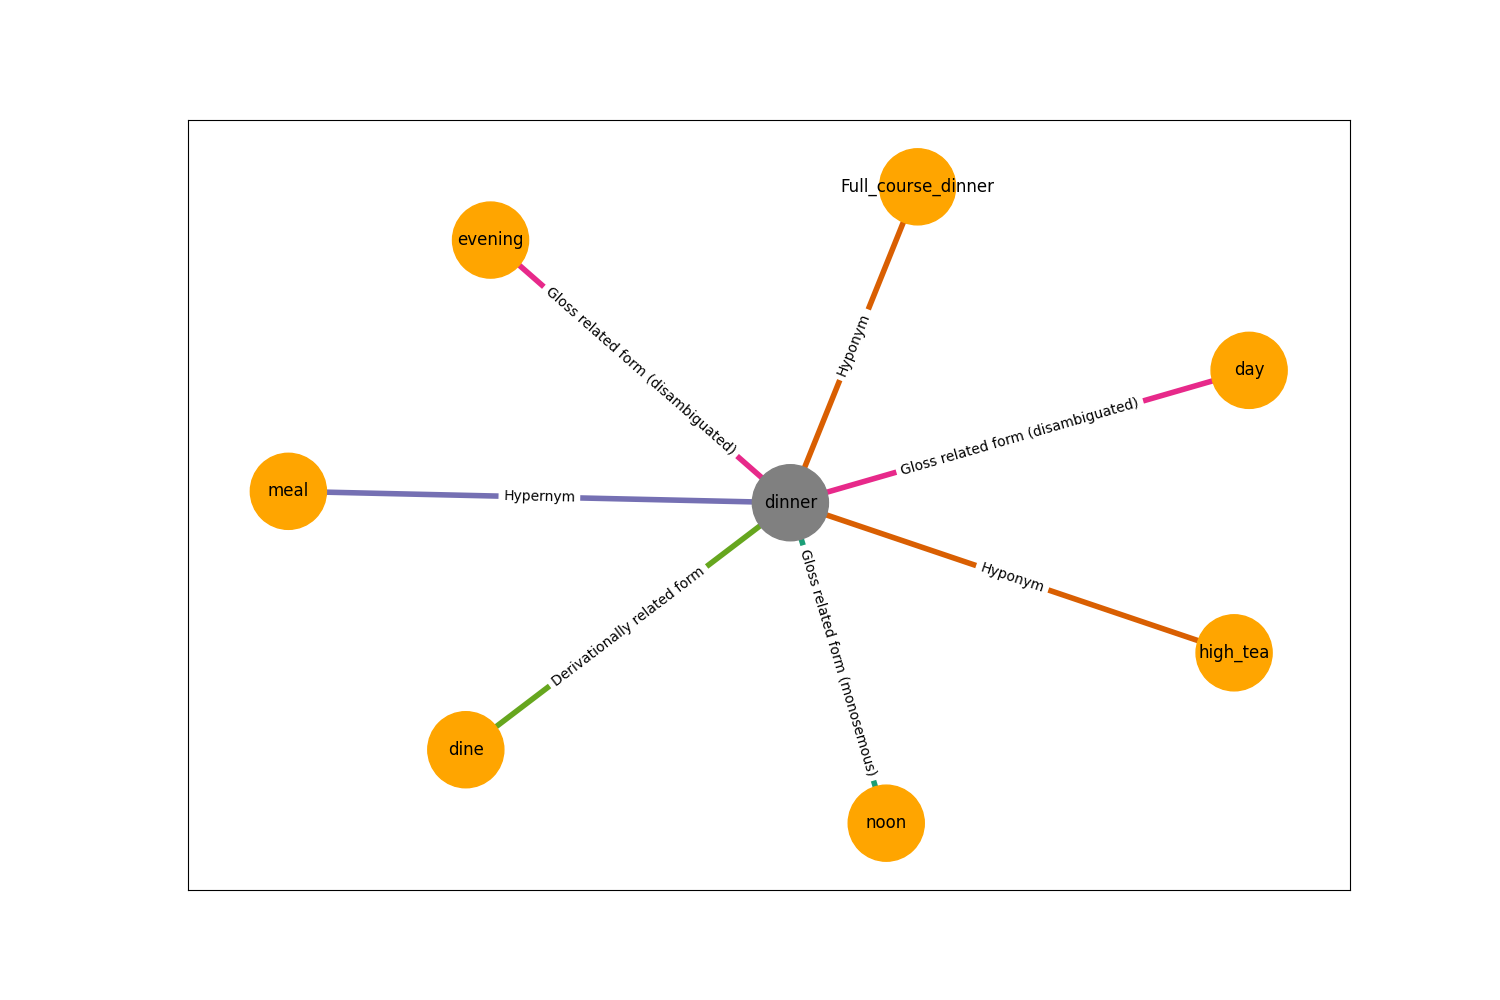 Full_course_dinner
evening
Gloss related form (disambiguated)
Hyponym
day
Gloss related form (disambiguated)
meal
Hypernym
dinner
Hyponym
Derivationally related form
Gloss related form (monosemous)
high_tea
dine
noon